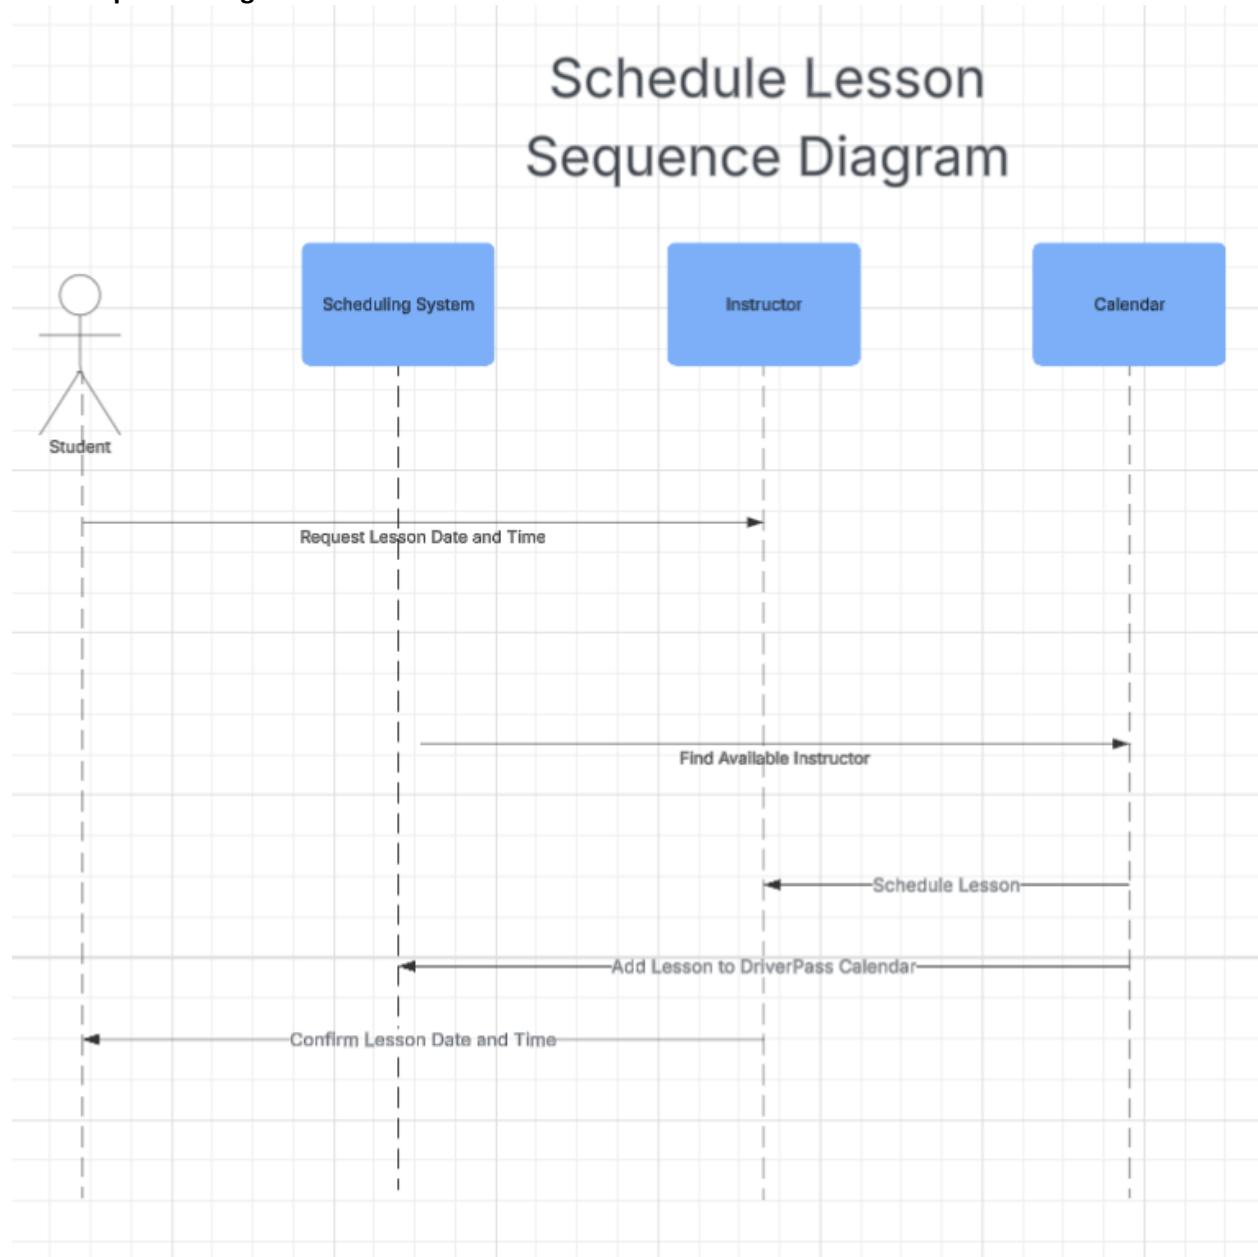 Schedule Lesson
Sequence Diagram
Scheduling System
Instructor
Calendar
Student
Request Lesson Date and Time
Find Available Instructor
Schedule Lesson
Add Lesson to DriverPass Calendar
Confirm Lesson Date and Time